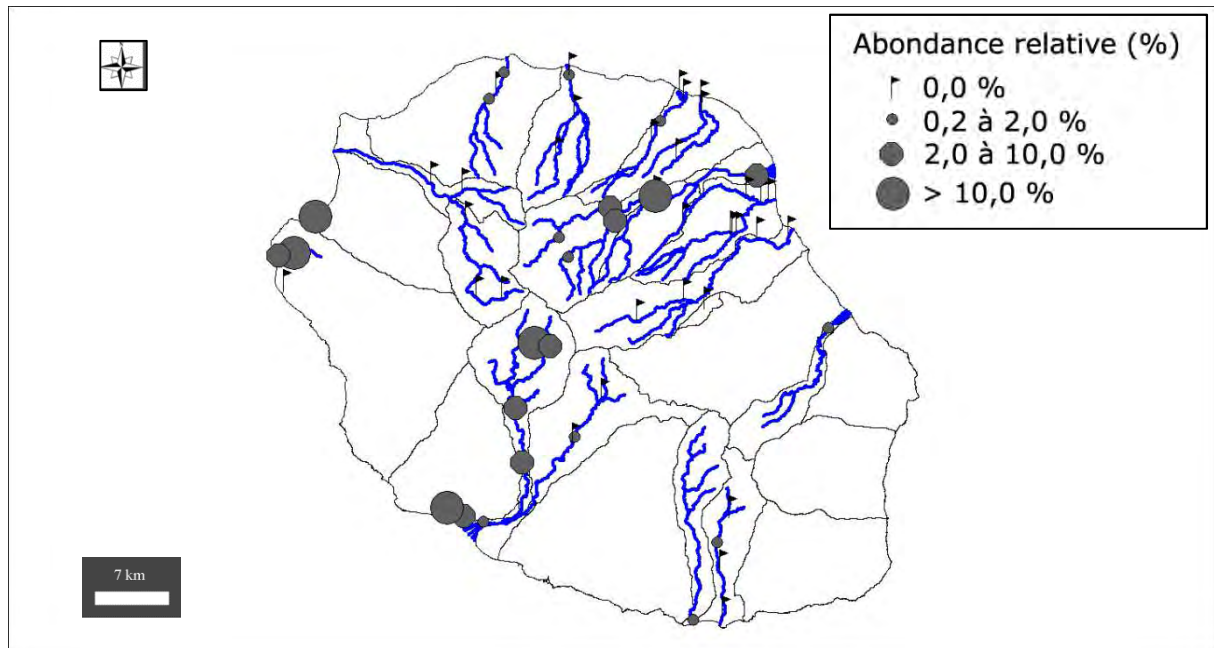 Abondance relative (%)
0,0 %
0,2 à 2,0 %
2,0 à 10,0 %
> 10,0 %
7 km